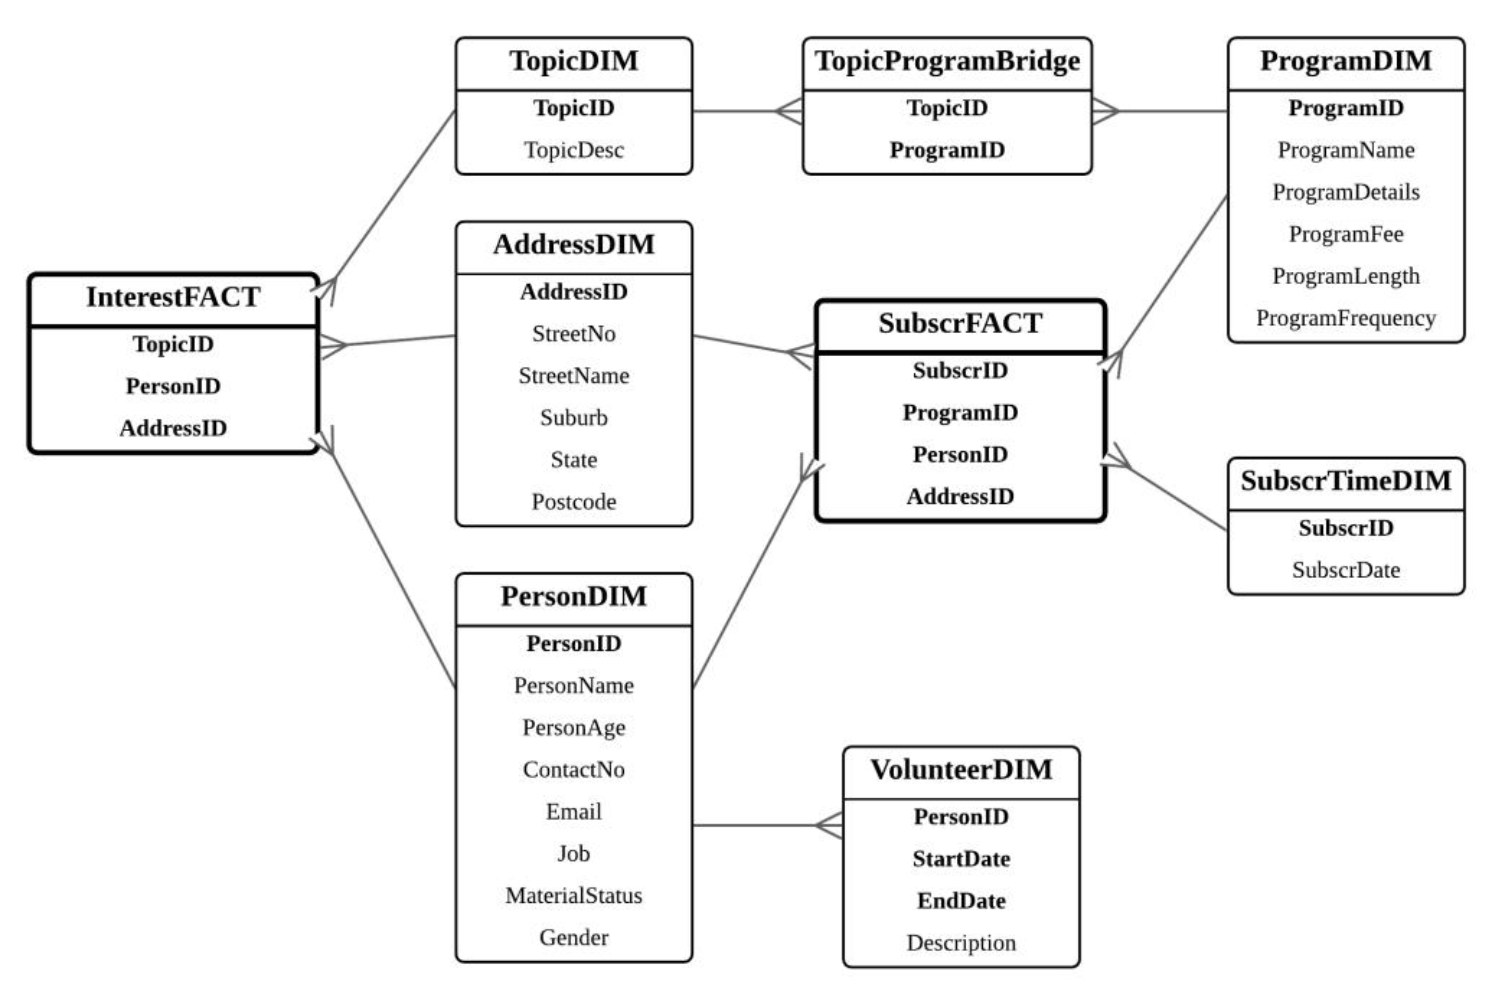 TopicDIM
TopicID
TopicDesc
TopicProgramBridge
TopicID
ProgramID
ProgramDIM
ProgramID
ProgramName
ProgramDetails
ProgramFee
ProgramLength
ProgramFrequency
InterestFACT
TopicID
PersonID
AddressID
AddressDIM
AddressID
StreetNo
StreetName
Suburb
State
Postcode
SubscrFACT
SubscrID
ProgramID
PersonID
AddressID
SubscrTimeDIM
SubscrID
SubscrDate
PersonDIM
PersonID
PersonName
PersonAge
ContactNo
Email
Job
MaterialStatus
Gender
VolunteerDIM
PersonID
StartDate
EndDate
Description